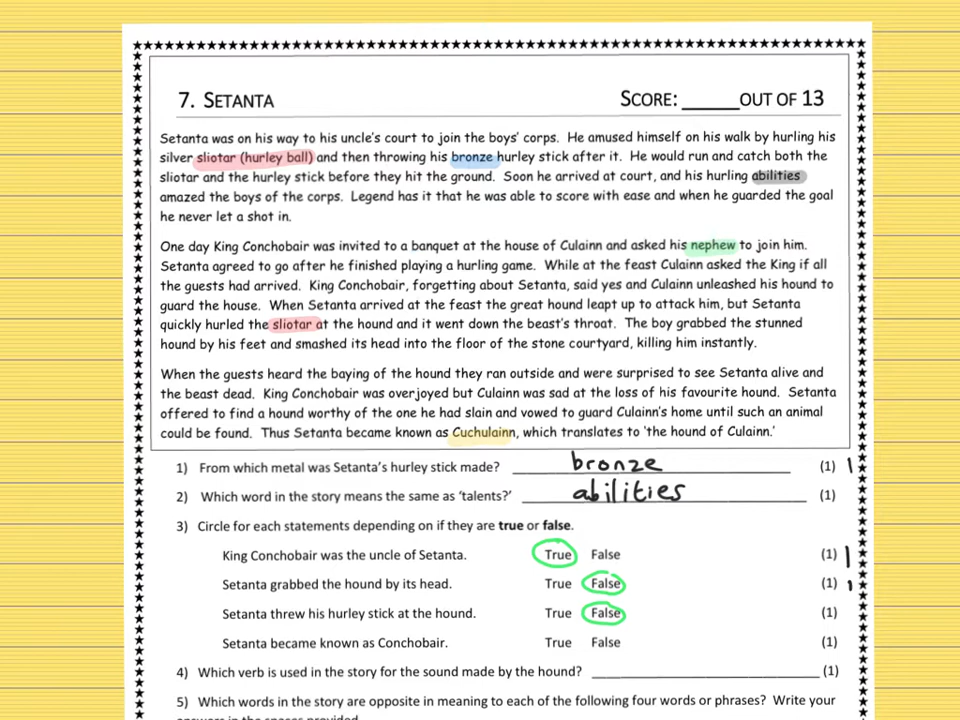 7. SETANTA SCORE: _____OUT OF 13
Setanta was on his way to his uncle's court to join the boys' corps. He amused himself on his walk by hurling his
silver sliotar (hurley ball) and then throwing his bronze hurley stick after it. He would run and catch both the
sliotar and the hurley stick before they hit the ground. Soon he arrived at court, and his hurling abilities
amazed the boys of the corps. Legend has it that he was able to score with ease and when he guarded the goal
he never let a shot in.
One day King Conchobair was invited to a banquet at the house of Culainn and asked his nephew to join him.
Setanta agreed to go after he finished playing a hurling game. While at the feast Culainn asked the King if all
the guests had arrived. King Conchobair, forgetting about Setanta, said yes and Culainn unleashed his hound to
guard the house. When Setanta arrived at the feast the great hound leapt up to attack him, but Setanta
quickly hurled the sliotar at the hound and it went down the beast's throat. The boy grabbed the stunned
hound by his feet and smashed its head into the floor of the stone courtyard, killing him instantly.
When the guests heard the baying of the hound they ran outside and were surprised to see Setanta alive and
the beast dead. King Conchobair was overjoyed but Culainn was sad at the loss of his favourite hound. Setanta
offered to find a hound worthy of the one he had slain and vowed to guard Culainn's home until such an animal
could be found. Thus Setanta became known as Cuchulainn, which translates to 'the hound of Culainn.'
1) From which metal was Setanta's hurley stick made? bronze (1) 1
2) Which word in the story means the same as 'talents?' abilities (1)
3) Circle for each statements depending on if they are true or false.
King Conchobair was the uncle of Setanta. True False (1) 1
Setanta grabbed the hound by its head. True False (1) 1
Setanta threw his hurley stick at the hound. True False (1)
Setanta became known as Conchobair. True False (1)
4) Which verb is used in the story for the sound made by the hound? _____ (1)
5) Which words in the story are opposite in meaning to each of the following four words or phrases? Write your